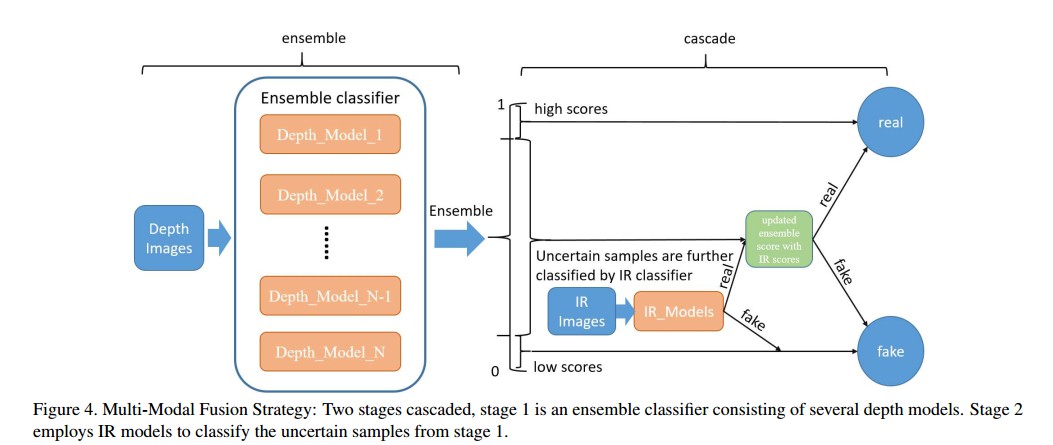 ensemble
cascade
Ensemble classifier
Depth_Model_1
Depth_Model_2
Depth_Model_N-1
Depth_Model_N
Depth
Images
Ensemble
1
high scores
real
Uncertain samples are further
classified by IR classifier
IR
Images
IR_Models
real
fake
updated
ensemble
score with
IR scores
real
fake
0
low scores
fake
Figure 4. Multi-Modal Fusion Strategy: Two stages cascaded, stage 1 is an ensemble classifier consisting of several depth models. Stage 2
employs IR models to classify the uncertain samples from stage 1.